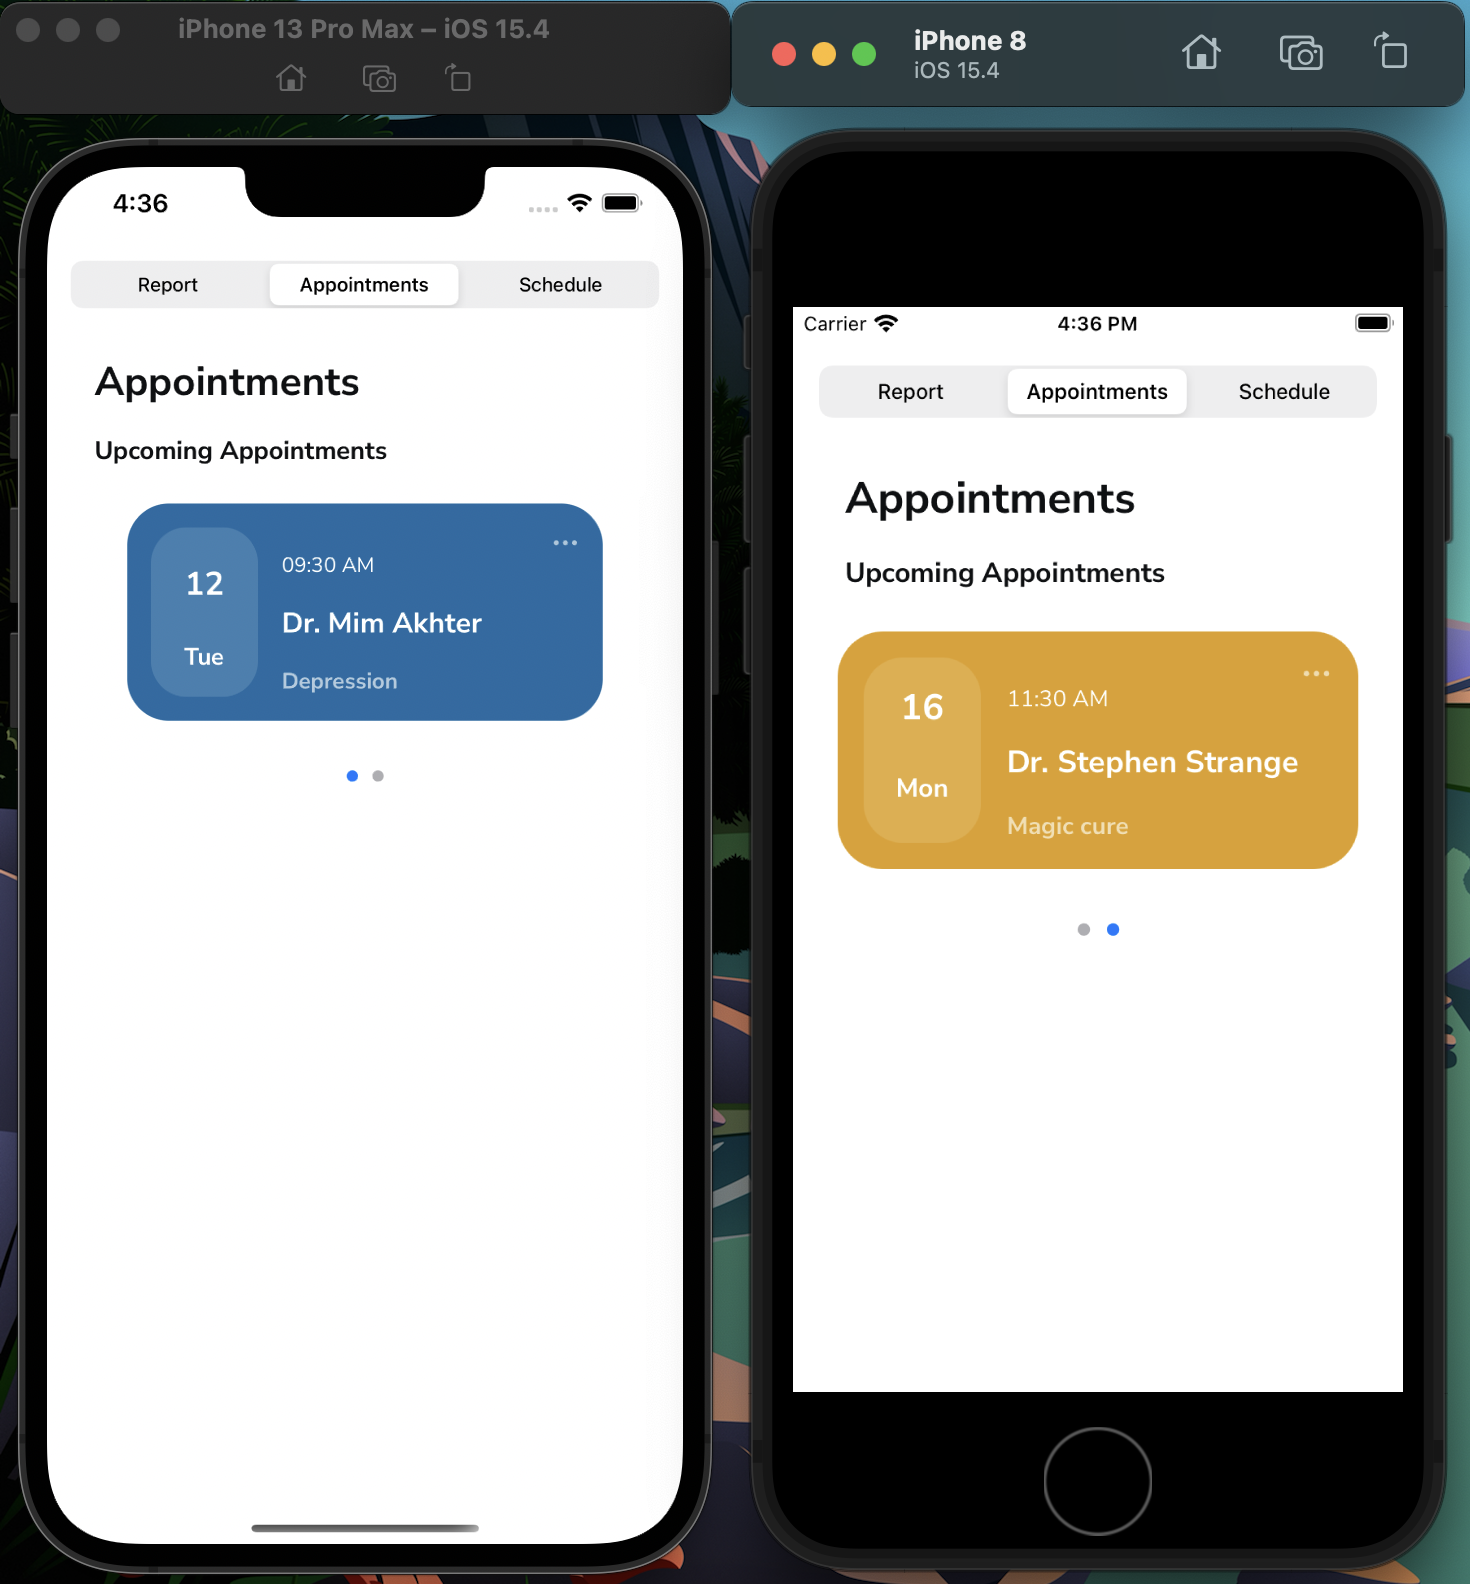 iPhone 13 Pro Max – iOS 15.4
4:36
Report Appointments Schedule
Appointments
Upcoming Appointments
12
Tue
09:30 AM
Dr. Mim Akhter
Depression
iPhone 8
iOS 15.4
Carrier 4:36 PM
Report Appointments Schedule
Appointments
Upcoming Appointments
16
Mon
11:30 AM
Dr. Stephen Strange
Magic cure